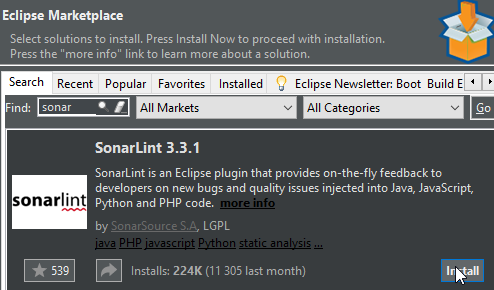 Eclipse Marketplace
Select solutions to install. Press Install Now to proceed with installation.
Press the "more info" link to learn more about a solution.
Search Recent Popular Favorites Installed Eclipse Newsletter: Boot Build E
Find: sonar All Markets All Categories Go
SonarLint 3.3.1
SonarLint is an Eclipse plugin that provides on-the-fly feedback to
developers on new bugs and quality issues injected into Java, JavaScript,
Python and PHP code. more info
sonarlint
by SonarSource S.A, LGPL
java PHP javascript Python static analysis ...
539 Installs: 224K (11 305 last month) Install